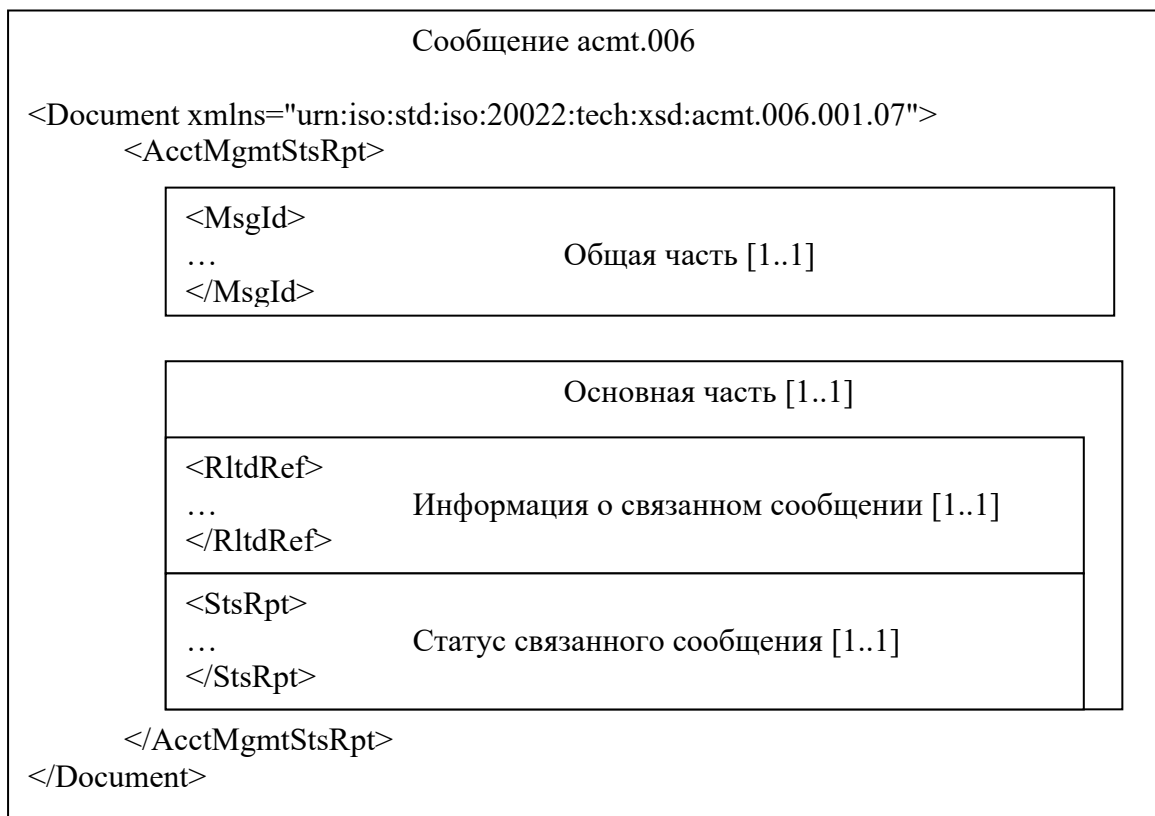 Сообщение acmt.006
<Document xmlns="urn:iso:std:iso:20022:tech:xsd:acmt.006.001.07">
<AcctMgmtStsRpt>
<MsgId>
… Общая часть [1..1]
</MsgId>
Основная часть [1..1]
<RltdRef>
… Информация о связанном сообщении [1..1]
</RltdRef>
<StsRpt>
… Статус связанного сообщения [1..1]
</StsRpt>
</AcctMgmtStsRpt>
</Document>